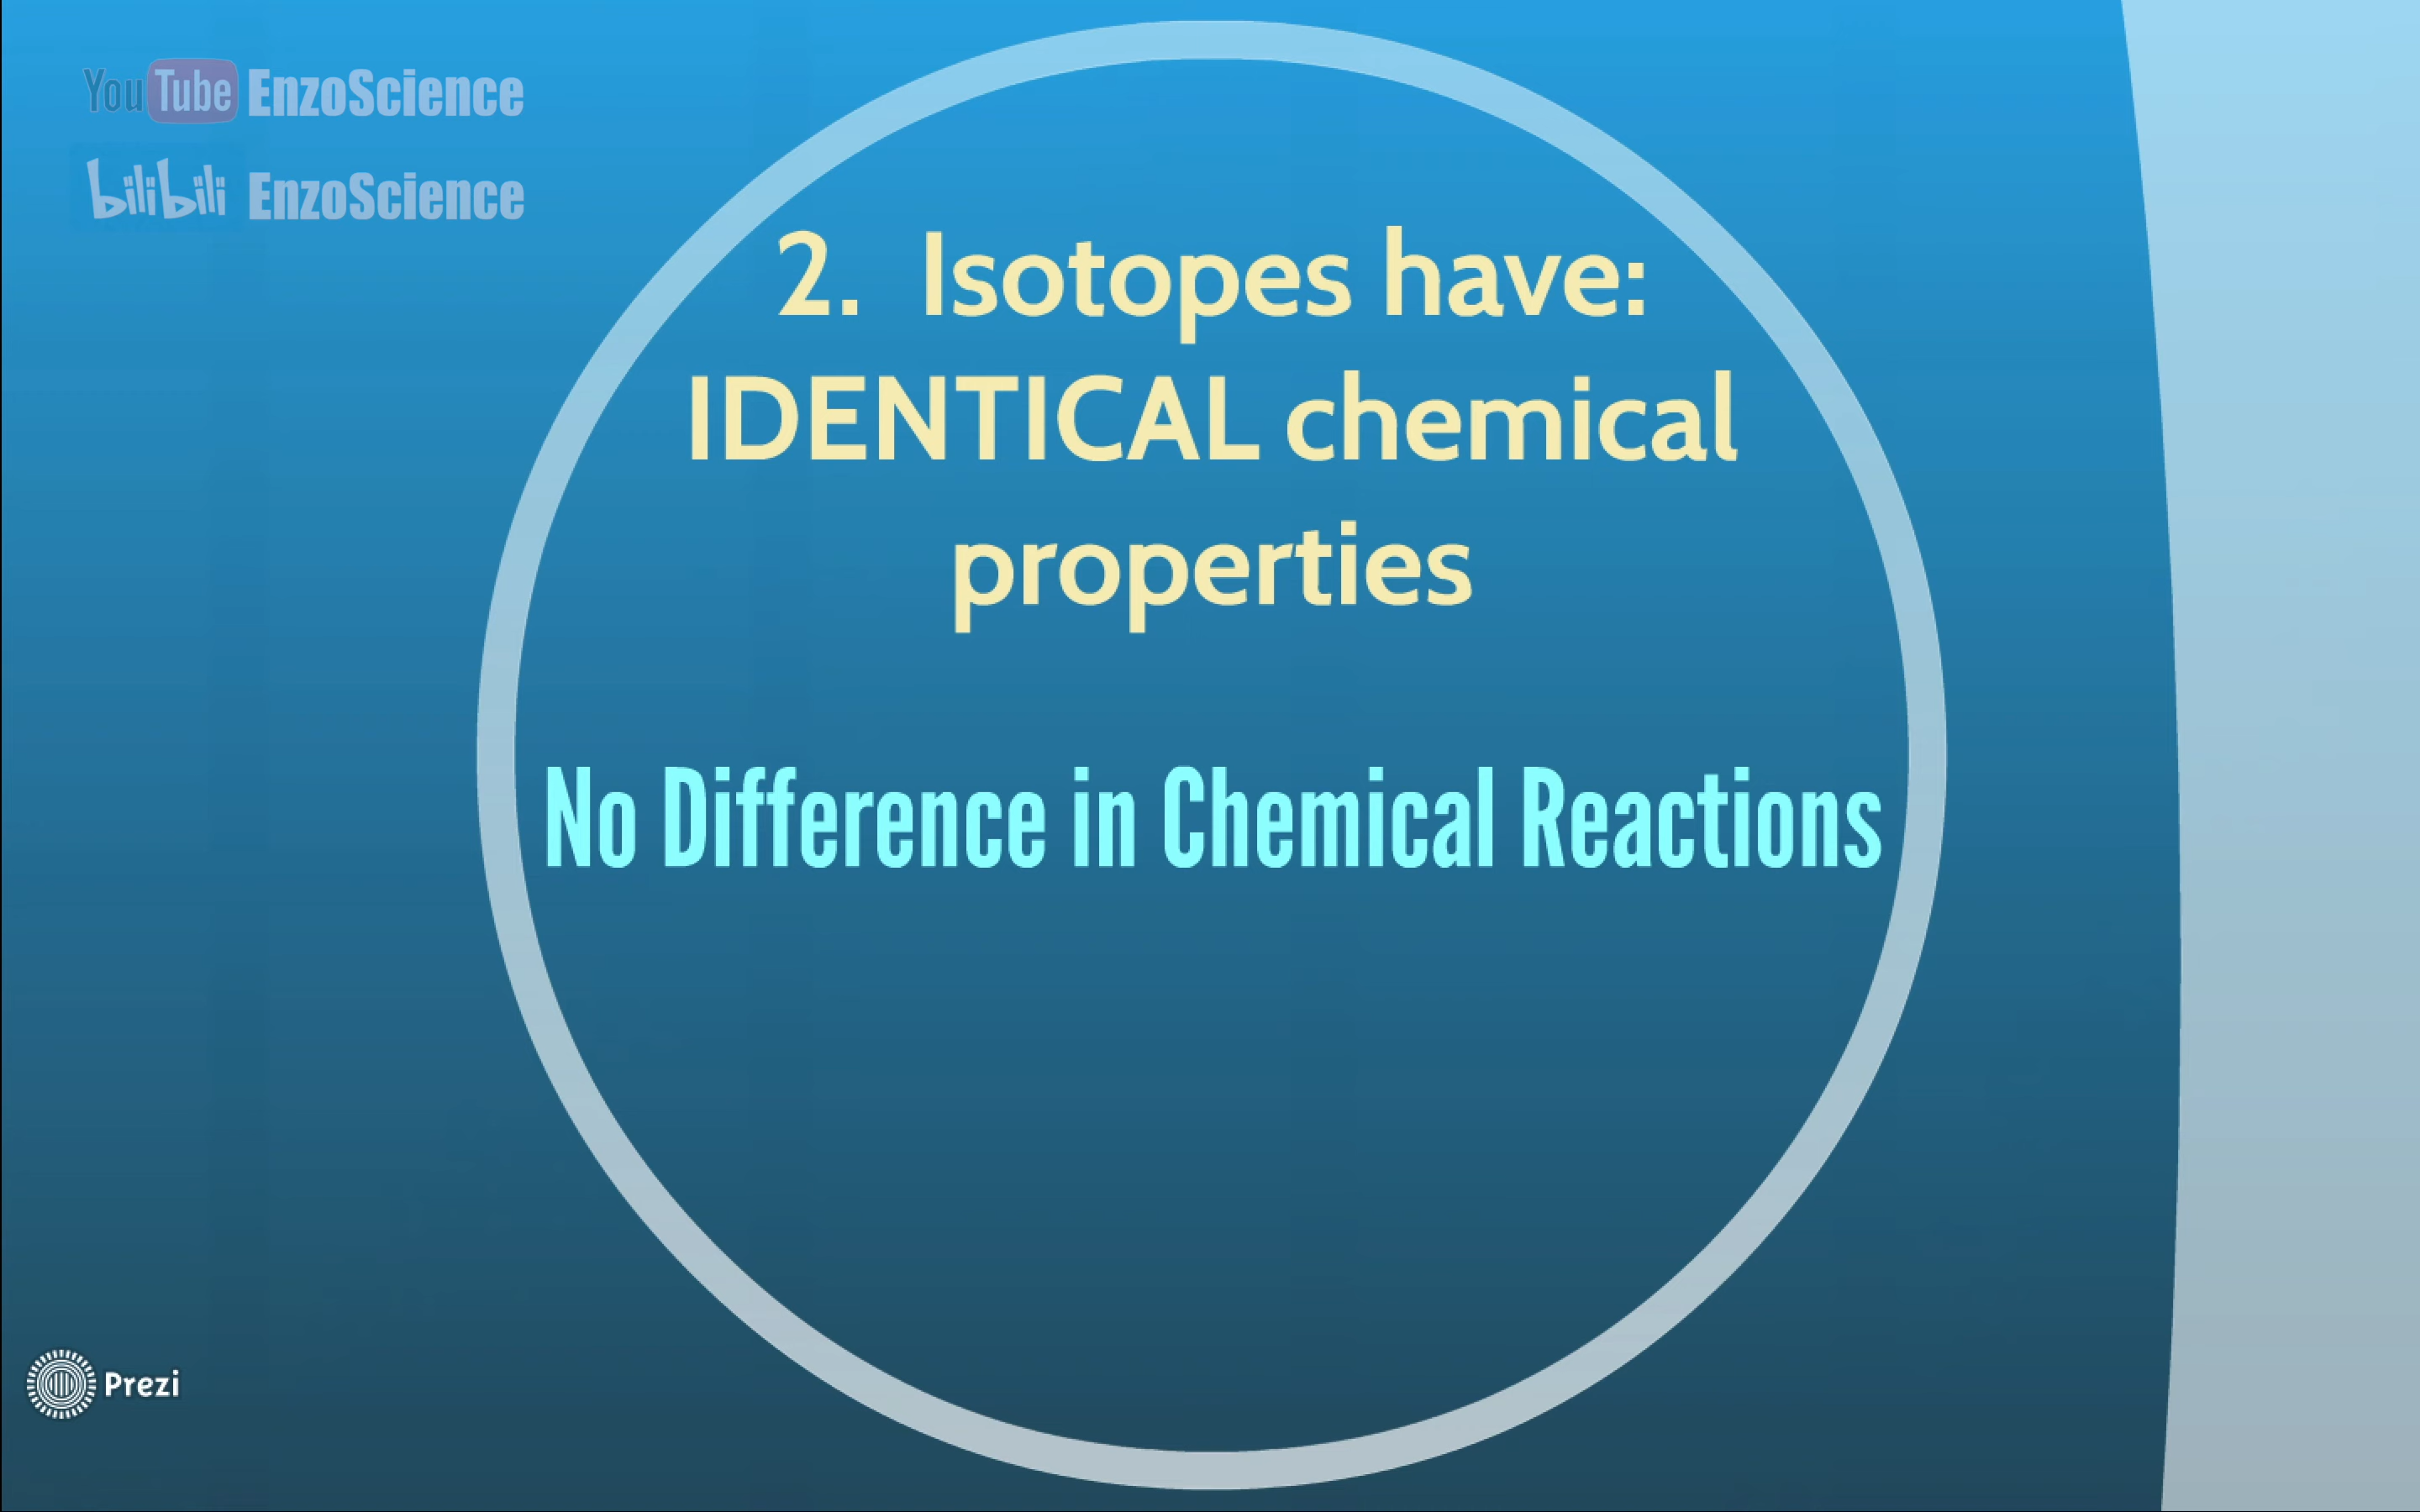 YouTube EnzoScience
bilibili EnzoScience
2. Isotopes have:
IDENTICAL chemical
properties
No Difference in Chemical Reactions
Prezi